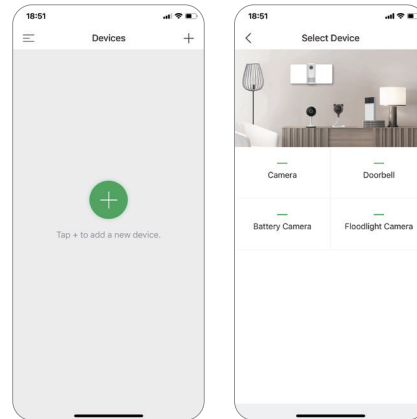 18:51
Devices
Tap + to add a new device.
18:51
Select Device
Camera
Doorbell
Battery Camera
Floodlight Camera